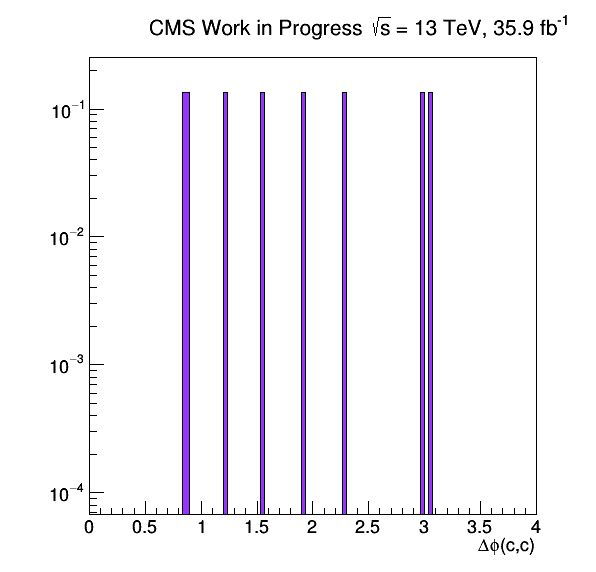 CMS Work in Progress √s = 13 TeV, 35.9 fb⁻¹
10⁻¹
10⁻²
10⁻³
10⁻⁴
0 0.5 1 1.5 2 2.5 3 3.5 4
Δϕ(c,c)